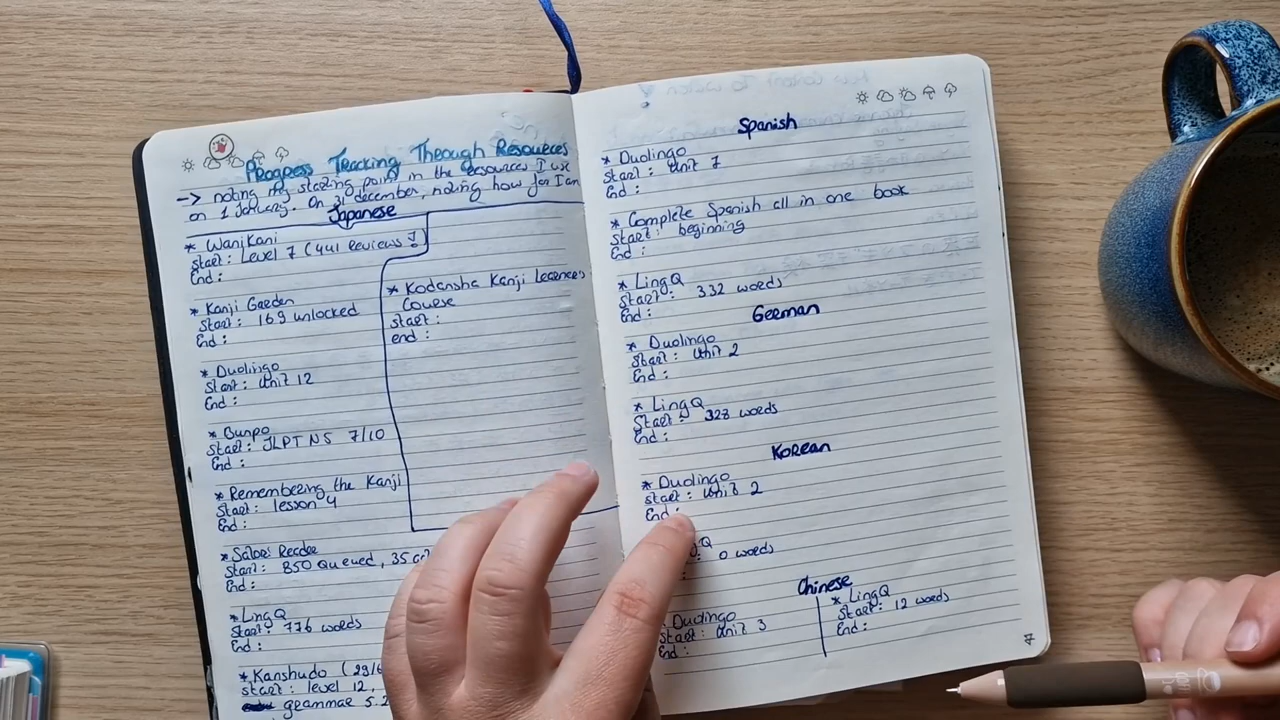 Progress Tracking Through Resources
-> noting my starting point in the resources I use
on 1 January. On 31 december, noting how far I am
Japanese
* WaniKani
Start: Level 7 (441 Reviews?!)
End:
* Kanji Garden
Start: 169 unlocked
End:
* Duolingo
Start: Unit 12
End:
* Bunpo
Start: JLPT N5 7/10
End:
* Remembering the Kanji
Start: lesson 4
End:
* Satori Reader
Start: 850 Queued, 35
End:
* LingQ
Start: 776 words
End:
* Kanshudo
Start: level 12,
grammar 5.2
* Kodansha Kanji Learner's
Course
start:
end:
Spanish
* Duolingo
Start: Unit 7
End:
* Complete Spanish all in one book
Start: beginning
End:
* LingQ
Start: 332 words
End:
German
* Duolingo
Start: Unit 2
End:
* LingQ
Start: 328 words
End:
Korean
* Duolingo
start: Unit 2
End:
Q
0 words
Chinese
* Duolingo
Start: Unit 3
End:
* LingQ
Start: 12 words
End:
7